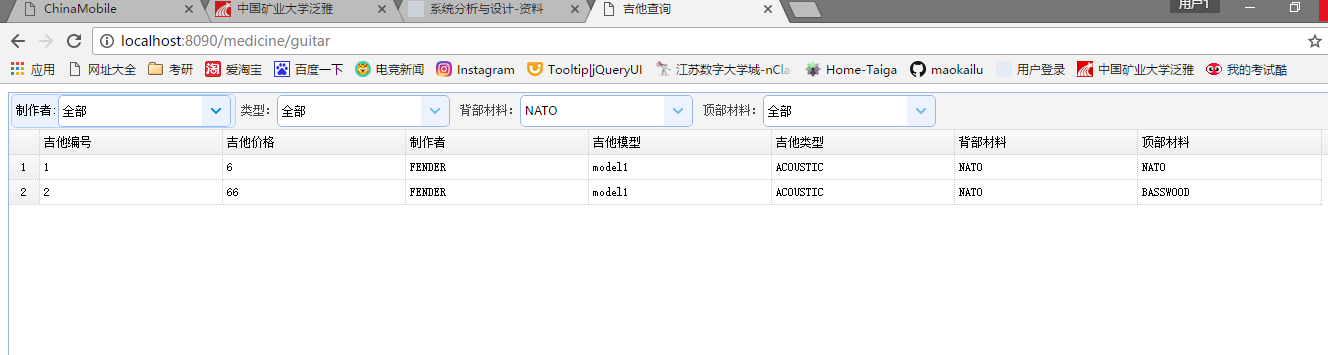 ChinaMobile 中国矿业大学泛雅 系统分析与设计-资料 吉他查询 用户1
localhost:8090/medicine/guitar
应用 网址大全 考研 淘 爱淘宝 百度一下 电竞新闻 Instagram Tooltip|jQueryUI 江苏数字大学城-nCla Home-Taiga maokailu 用户登录 中国矿业大学泛雅 我的考试酷
制作者: 全部 类型: 全部 背部材料: NATO 顶部材料: 全部
吉他编号 吉他价格 制作者 吉他模型 吉他类型 背部材料 顶部材料
1 1 6 FENDER model1 ACOUSTIC NATO NATO
2 2 66 FENDER model1 ACOUSTIC NATO BASSWOOD